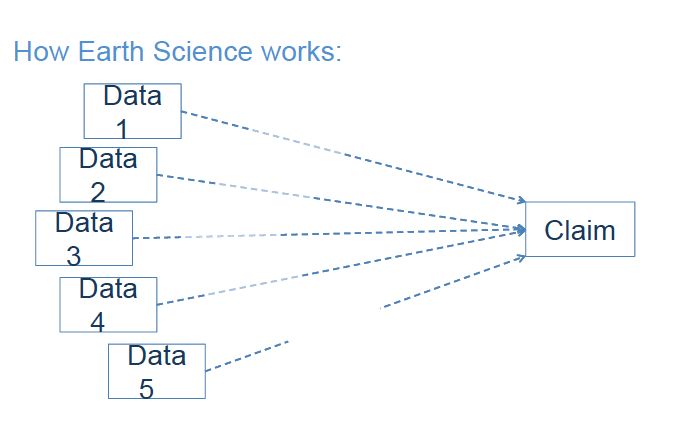 How Earth Science works:
Data
1
Data
2
Data
3
Data
4
Data
5
Claim